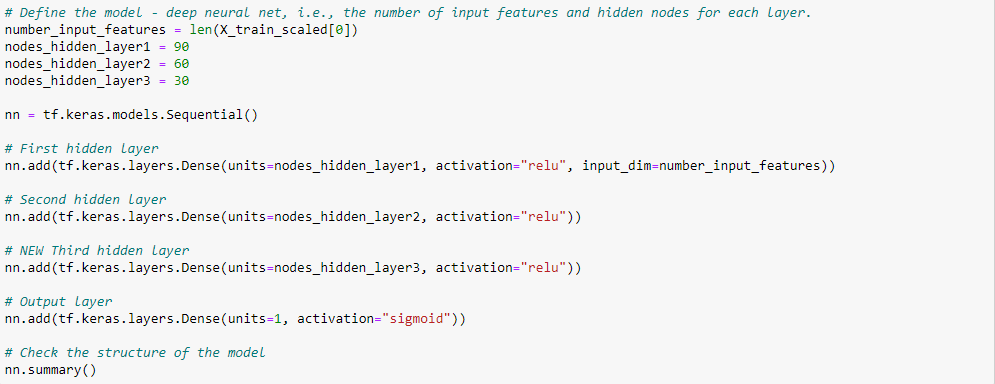 # Define the model - deep neural net, i.e., the number of input features and hidden nodes for each layer.
number_input_features = len(X_train_scaled[0])
nodes_hidden_layer1 = 90
nodes_hidden_layer2 = 60
nodes_hidden_layer3 = 30
nn = tf.keras.models.Sequential()
# First hidden layer
nn.add(tf.keras.layers.Dense(units=nodes_hidden_layer1, activation="relu", input_dim=number_input_features))
# Second hidden layer
nn.add(tf.keras.layers.Dense(units=nodes_hidden_layer2, activation="relu"))
# NEW Third hidden layer
nn.add(tf.keras.layers.Dense(units=nodes_hidden_layer3, activation="relu"))
# Output layer
nn.add(tf.keras.layers.Dense(units=1, activation="sigmoid"))
# Check the structure of the model
nn.summary()